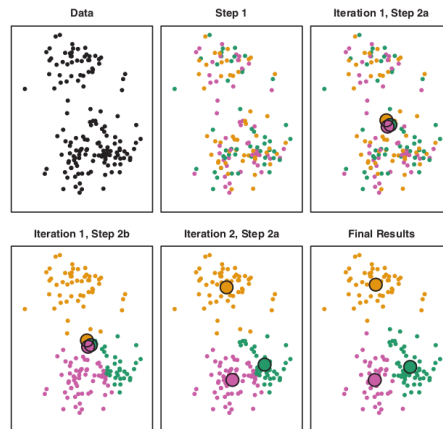 Data
Step 1
Iteration 1, Step 2a
Iteration 1, Step 2b
Iteration 2, Step 2a
Final Results